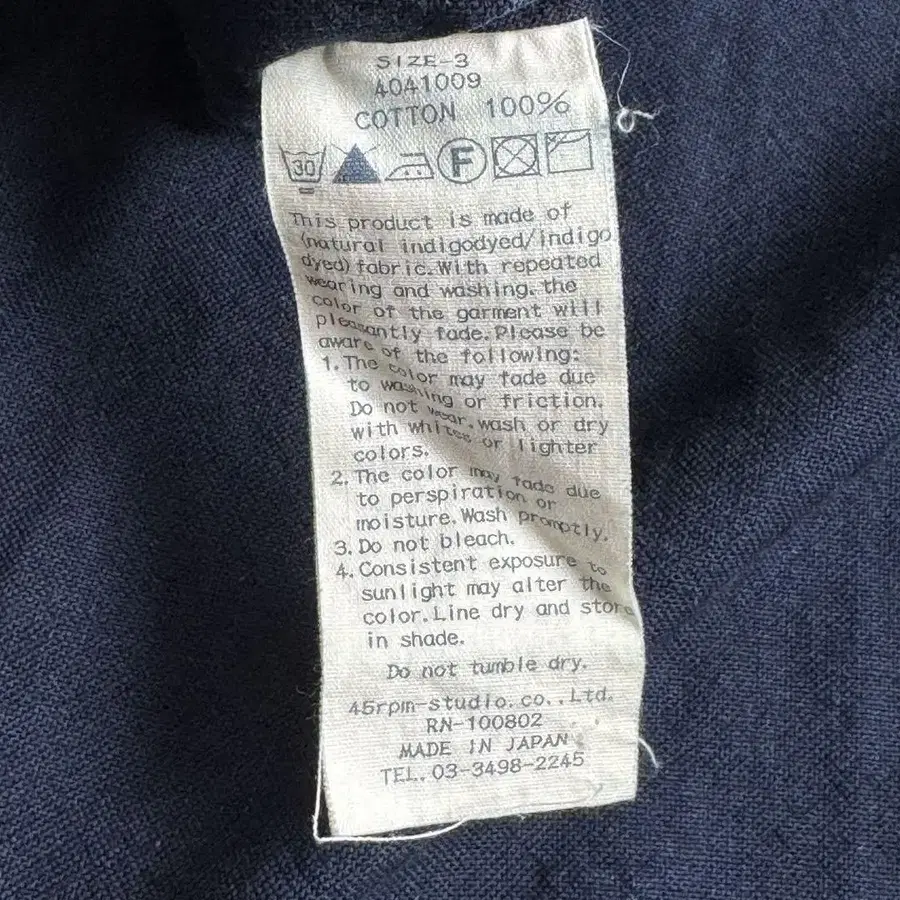 SIZE-3
4041009
COTTON 100%
30 F
This product is made of
(natural indigodyed/indigo
dyed) fabric. With repeated
wearing and washing. the
color of the garment will
pleasantly fade. Please be
aware of the following:
1. The color may fade due
to washing or friction.
Do not wear. wash or dry
with whites or lighter
colors.
2. The color may fade due
to perspiration or
moisture. Wash promptly.
3. Do not bleach.
4. Consistent exposure to
sunlight may alter the
color. Line dry and store
in shade.
Do not tumble dry.
45rpm-studio. co., Ltd.
RN-100802
MADE IN JAPAN
TEL. 03-3498-2245